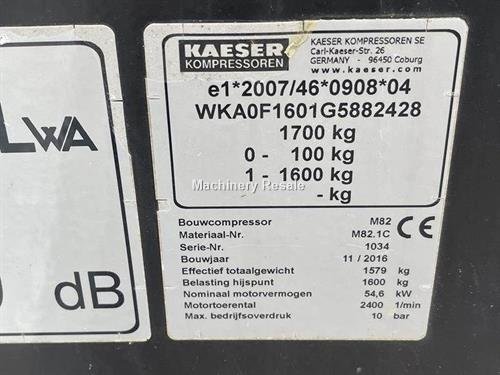 KAESER
KOMPRESSOREN
KAESER KOMPRESSOREN SE
Carl-Kaeser-Str. 26
GERMANY - 96450 Coburg
www.kaeser.com
e1*2007/46*0908*04
WKA0F1601G5882428
1700 kg
0 - 100 kg
1 - 1600 kg
- kg
Machinery Resale
Bouwcompressor M82
Materiaal-Nr. M82.1C
Serie-Nr. 1034
Bouwjaar 11/2016
Effectief totaalgewicht 1579 kg
Belasting hijspunt 1600 kg
Nominaal motorvermogen 54,6 kW
Motortoerental 2400 1/min
Max. bedrijfsoverdruk 10 bar
CE
LWA
dB